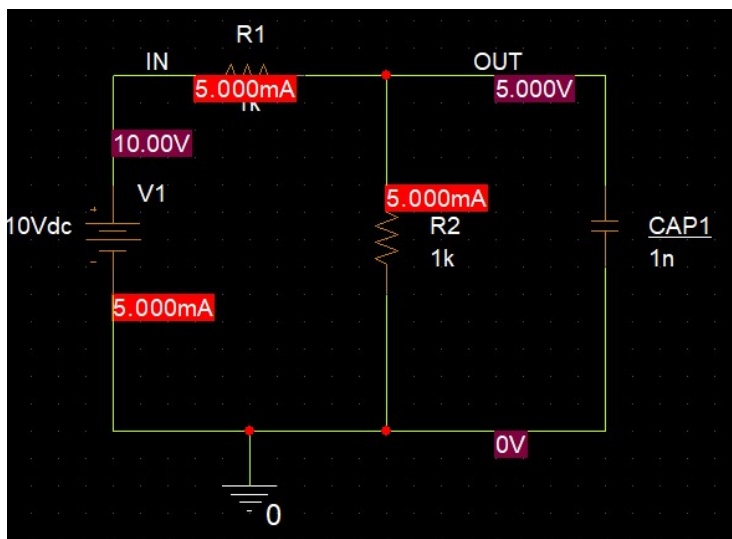 R1
IN
OUT
5.000mA
5.000V
1k
10.00V
V1
5.000mA
10Vdc
R2
CAP1
1k
1n
5.000mA
0V
0